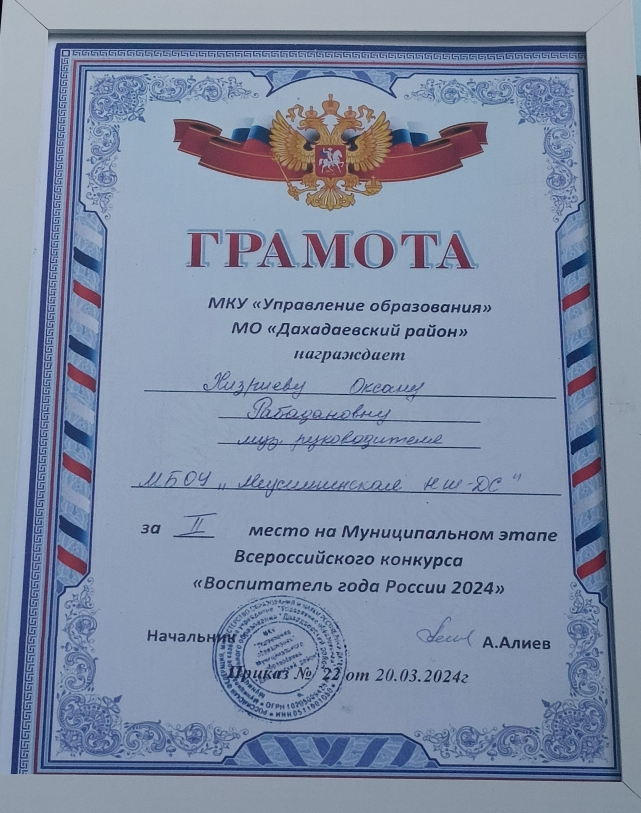 ГРАМОТА
МКУ «Управление образования»
МО «Дахадаевский район»
награждает
Хизриеву Оксану
Рабадановну
муз руководителя
МБОУ „Меусишинская НШ-ДС"
за II место на Муниципальном этапе
Всероссийского конкурса
«Воспитатель года России 2024»
Начальник А.Алиев
Приказ № 22 от 20.03.2024г